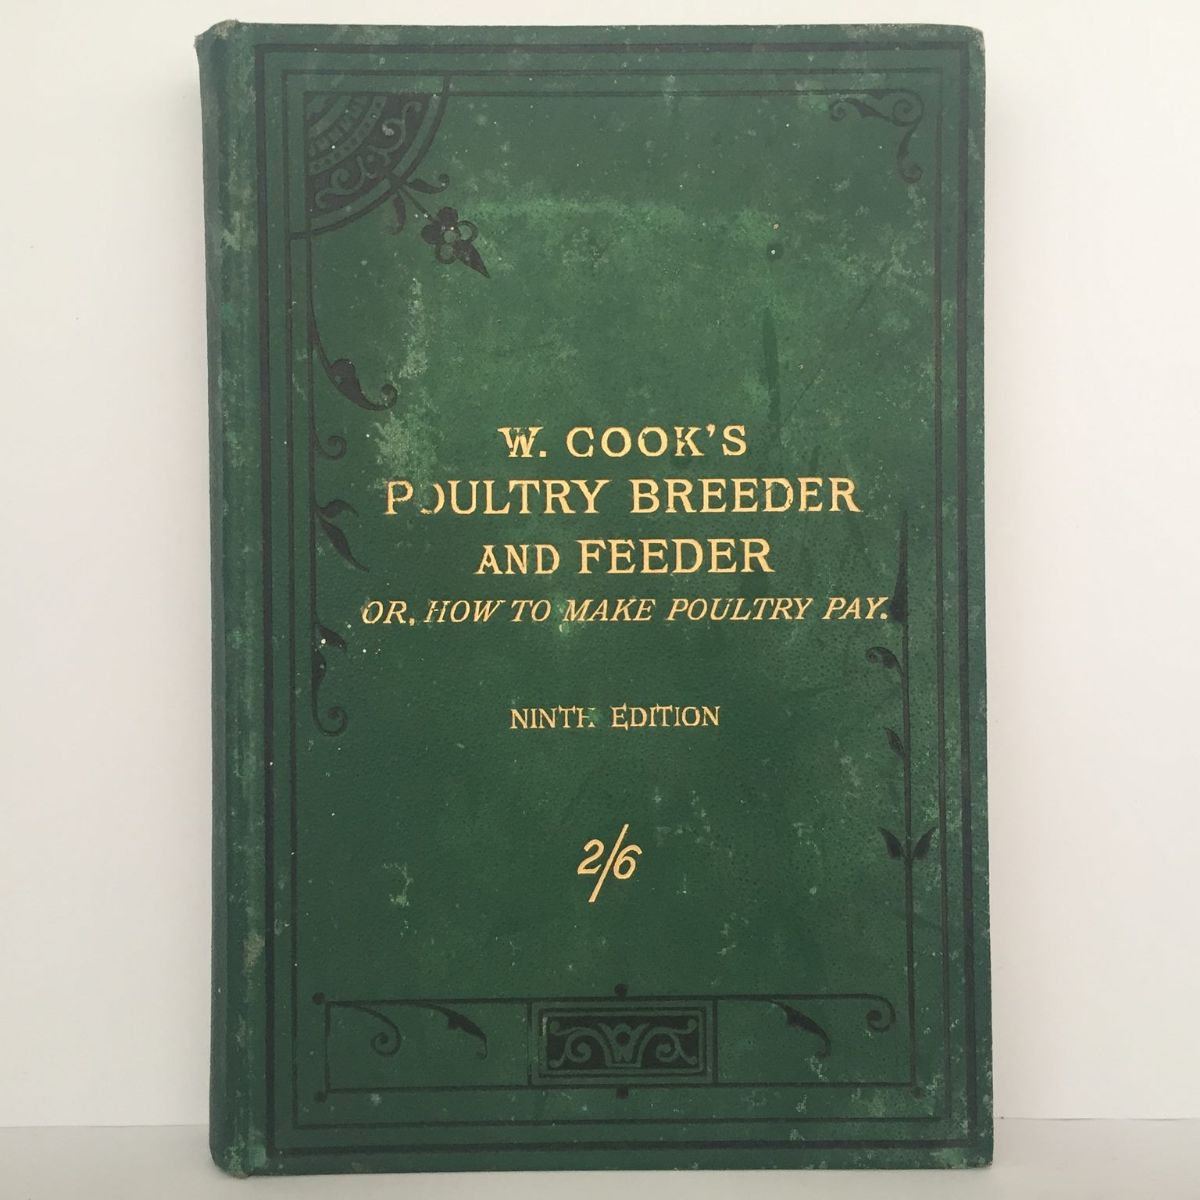 W. COOK'S
POULTRY BREEDER
AND FEEDER
OR, HOW TO MAKE POULTRY PAY.
NINTH EDITION
2/6